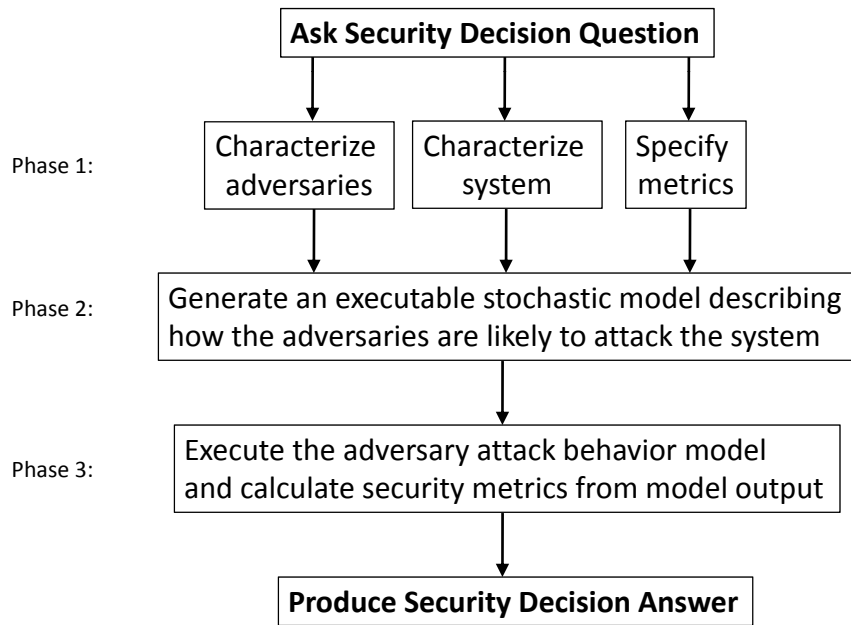 Ask Security Decision Question
Phase 1:
Characterize
adversaries
Characterize
system
Specify
metrics
Phase 2:
Generate an executable stochastic model describing
how the adversaries are likely to attack the system
Phase 3:
Execute the adversary attack behavior model
and calculate security metrics from model output
Produce Security Decision Answer